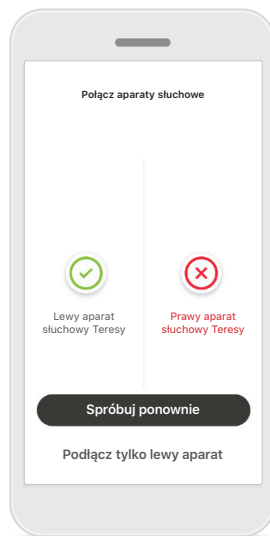 Połącz aparaty słuchowe
Lewy aparat
słuchowy Teresy
Prawy aparat
słuchowy Teresy
Spróbuj ponownie
Podłącz tylko lewy aparat